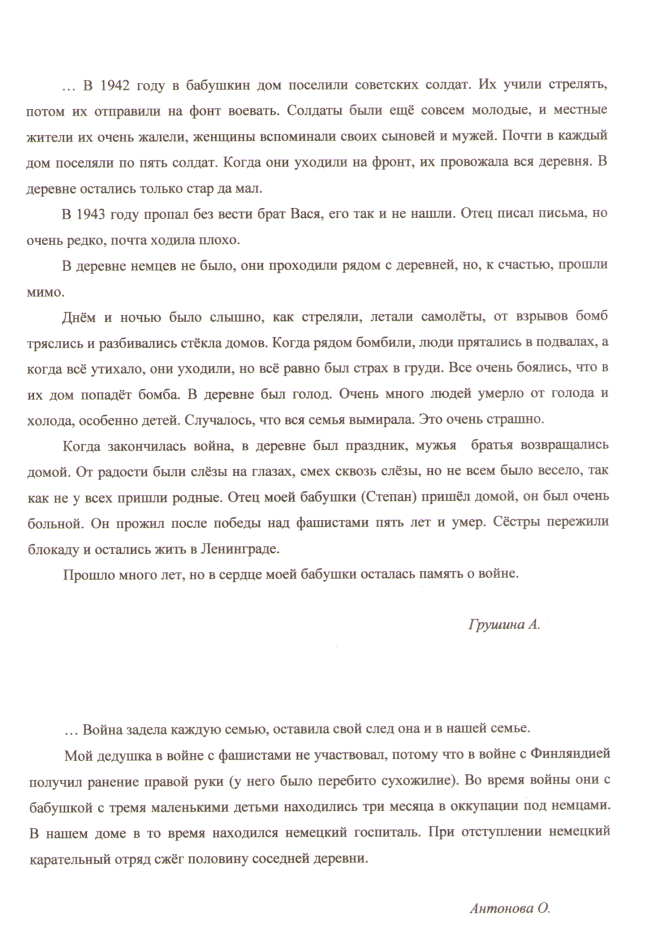 … В 1942 году в бабушкин дом поселили советских солдат. Их учили стрелять,
потом их отправили на фонт воевать. Солдаты были ещё совсем молодые, и местные
жители их очень жалели, женщины вспоминали своих сыновей и мужей. Почти в каждый
дом поселяли по пять солдат. Когда они уходили на фронт, их провожала вся деревня. В
деревне остались только стар да мал.
В 1943 году пропал без вести брат Вася, его так и не нашли. Отец писал письма, но
очень редко, почта ходила плохо.
В деревне немцев не было, они проходили рядом с деревней, но, к счастью, прошли
мимо.
Днём и ночью было слышно, как стреляли, летали самолёты, от взрывов бомб
тряслись и разбивались стёкла домов. Когда рядом бомбили, люди прятались в подвалах, а
когда всё утихало, они уходили, но всё равно был страх в груди. Все очень боялись, что в
их дом попадёт бомба. В деревне был голод. Очень много людей умерло от голода и
холода, особенно детей. Случалось, что вся семья вымирала. Это очень страшно.
Когда закончилась война, в деревне был праздник, мужья братья возвращались
домой. От радости были слёзы на глазах, смех сквозь слёзы, но не всем было весело, так
как не у всех пришли родные. Отец моей бабушки (Степан) пришёл домой, он был очень
больной. Он прожил после победы над фашистами пять лет и умер. Сёстры пережили
блокаду и остались жить в Ленинграде.
Прошло много лет, но в сердце моей бабушки осталась память о войне.
Грушина А.
… Война задела каждую семью, оставила свой след она и в нашей семье.
Мой дедушка в войне с фашистами не участвовал, потому что в войне с Финляндией
получил ранение правой руки (у него было перебито сухожилие). Во время войны они с
бабушкой с тремя маленькими детьми находились три месяца в оккупации под немцами.
В нашем доме в то время находился немецкий госпиталь. При отступлении немецкий
карательный отряд сжёг половину соседней деревни.
Антонова О.